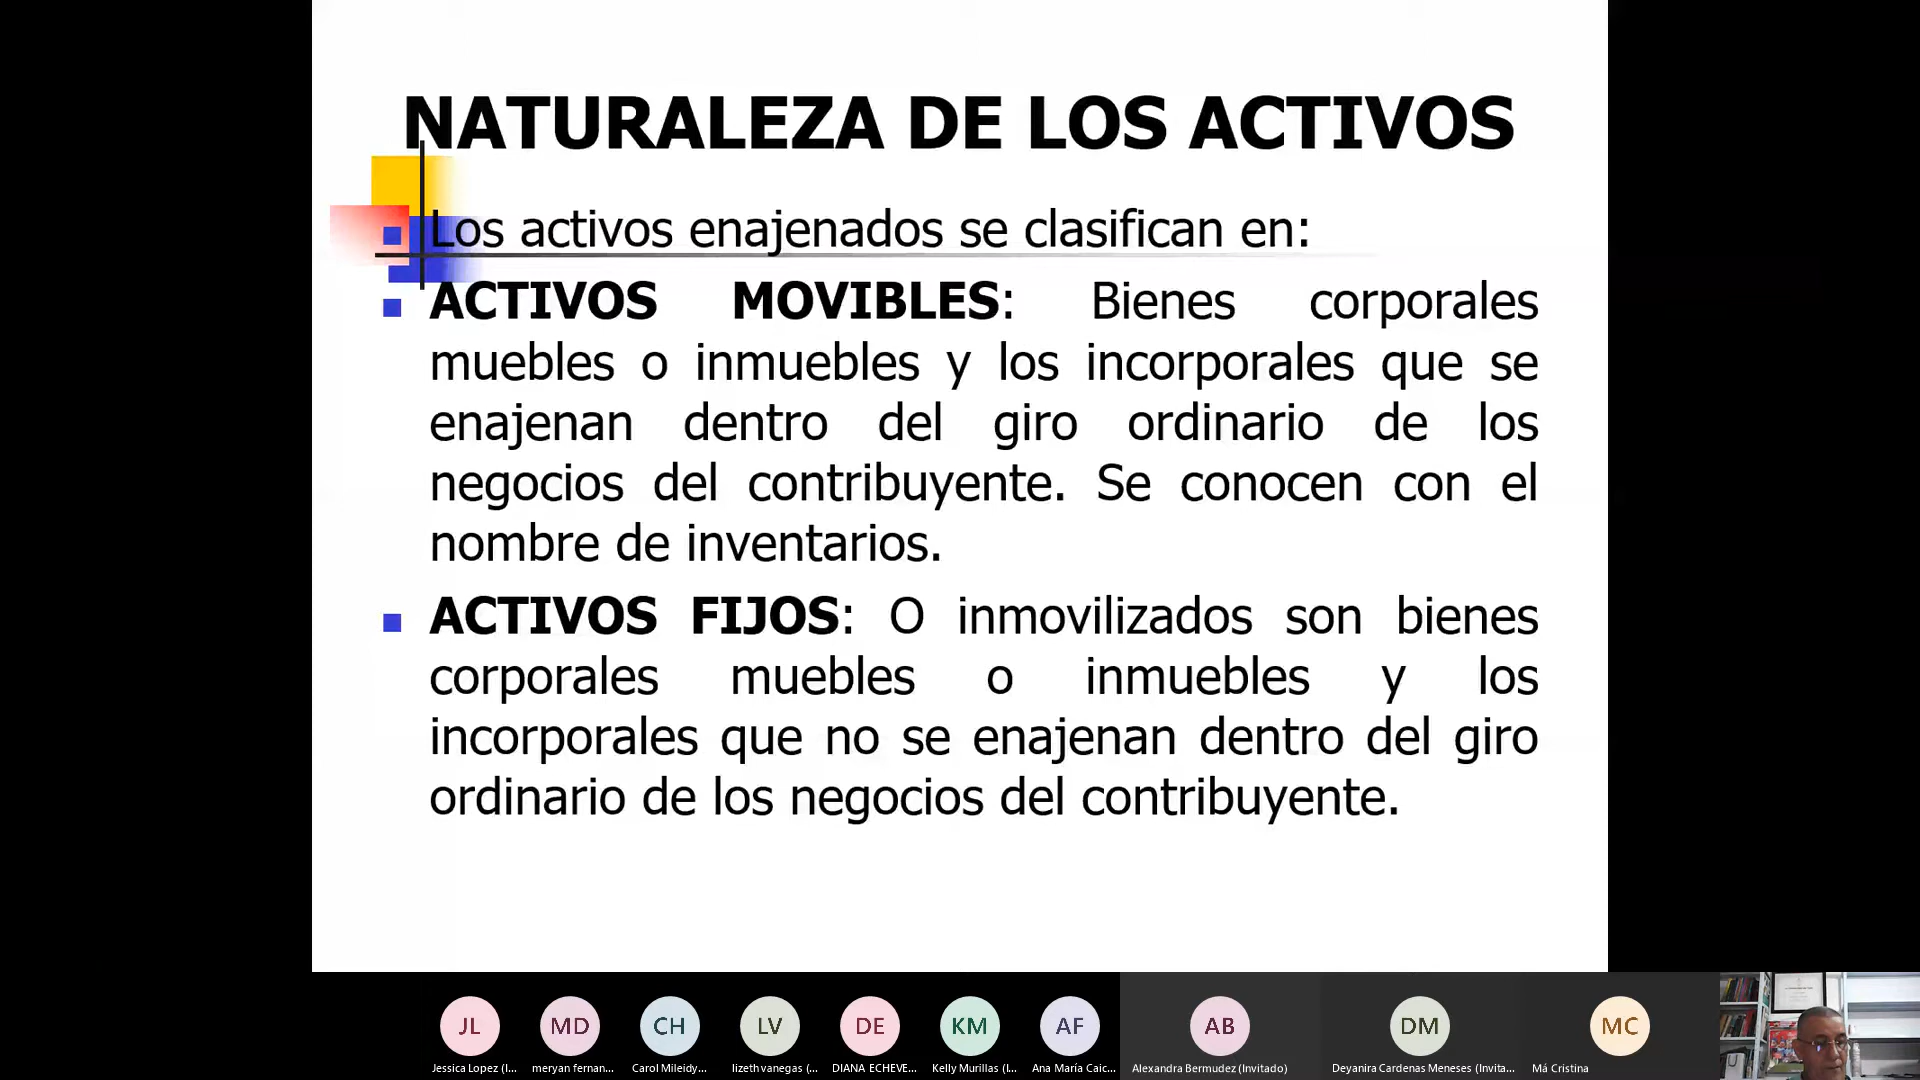 NATURALEZA DE LOS ACTIVOS
Los activos enajenados se clasifican en:
ACTIVOS MOVIBLES: Bienes corporales
muebles o inmuebles y los incorporales que se
enajenan dentro del giro ordinario de los
negocios del contribuyente. Se conocen con el
nombre de inventarios.
ACTIVOS FIJOS: O inmovilizados son bienes
corporales muebles o inmuebles y los
incorporales que no se enajenan dentro del giro
ordinario de los negocios del contribuyente.
JL MD CH LV DE KM AF AB DM MC
Jessica Lopez (I... meryan fernan... Carol Mileidy... lizeth vanegas (... DIANA ECHEVE... Kelly Murillas (I... Ana María Caic... Alexandra Bermudez (Invitado) Deyanira Cardenas Meneses (Invita... Má Cristina